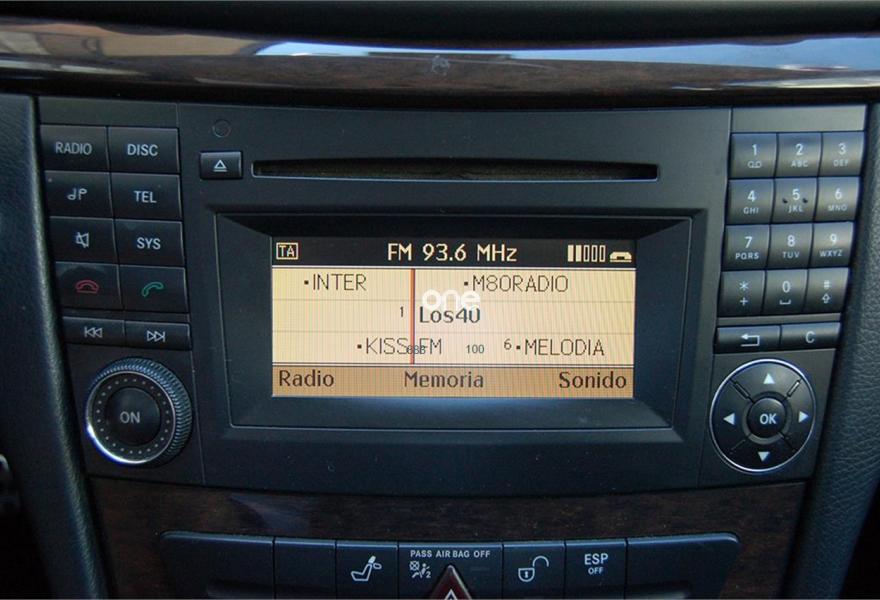 RADIO DISC
TEL
SYS
ON
TA FM 93.6 MHz
INTER M80RADIO
1 Los40
KISS FM 100 6 MELODIA
Radio Memoria Sonido
one
1 2 ABC 3 DEF
4 GHI 5 JKL 6 MNO
7 PQRS 8 TUV 9 WXYZ
* + 0 #
C
OK
PASS AIR BAG OFF
ESP
OFF